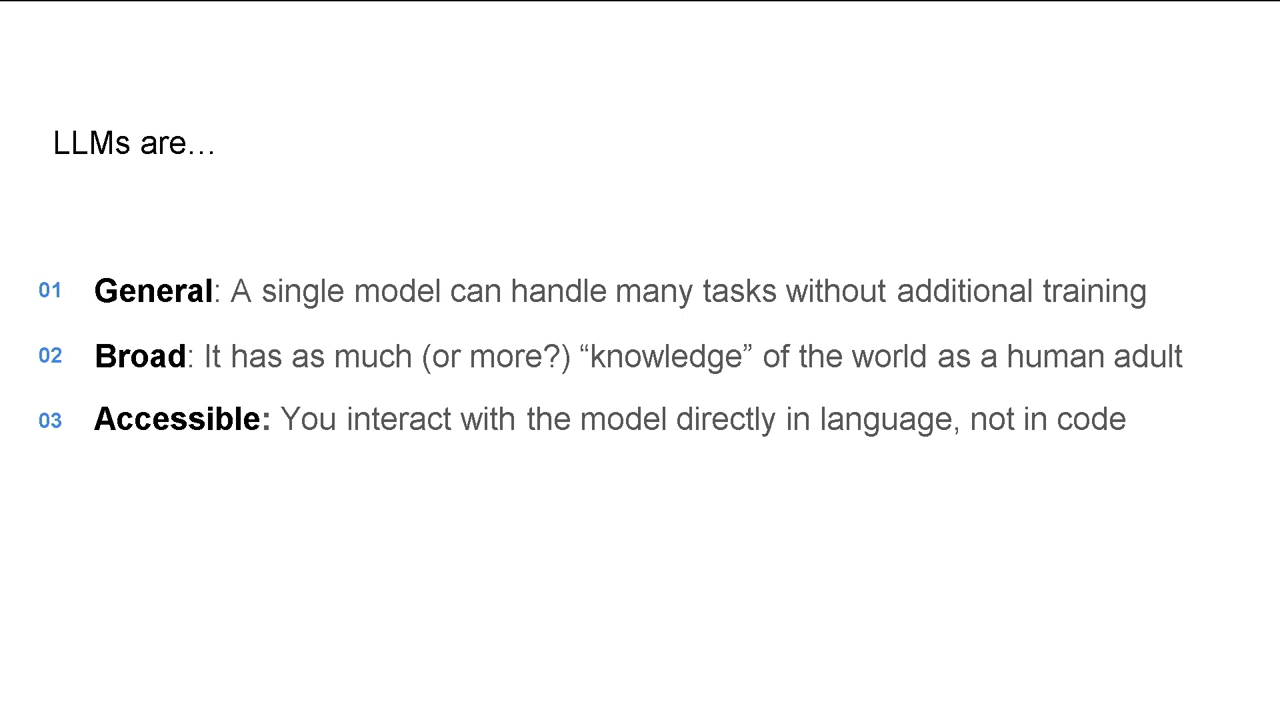 LLMs are…
01 General: A single model can handle many tasks without additional training
02 Broad: It has as much (or more?) “knowledge” of the world as a human adult
03 Accessible: You interact with the model directly in language, not in code